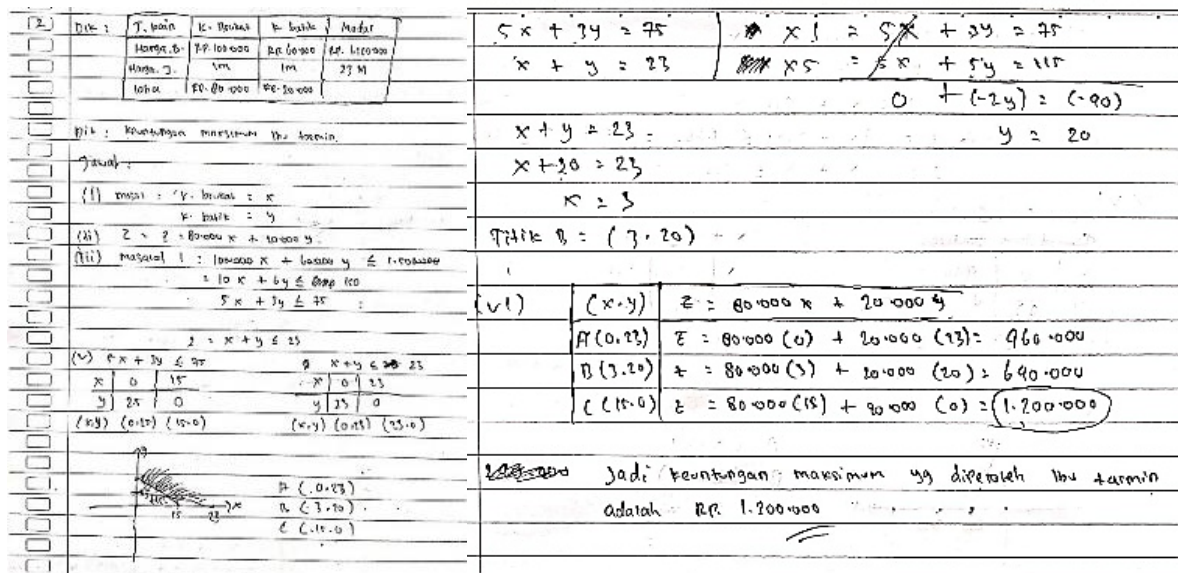 2 Dik : J. kain K. Brukat K batik Modal
Harga. B. RP. 100.000 RP. 60.000 RP. 1.500.000
Harga. J. 1m 1m 23 M
laba RP. 80.000 RP. 20.000
Dit : keuntungan maksimum Ibu tarmin.
Jawab :
(i) misal : k. brukat = x
k. batik = y
(ii) Z = 80.000 x + 20.000 y
(iii) : 100.000 x + 60.000 y ≤ 1.500.000
= 10 x + 6y ≤ 150
5 x + 3y ≤ 75
2 = x + y ≤ 23
(v) 5x + 3y ≤ 75 x + y ≤ 23
x 0 15 x 0 23
y 25 0 y 23 0
(x,y) (0.25) (15.0) (x,y) (0.23) (23.0)
y
x
15 23
A (0.23)
B (3.20)
C (15.0)
5x + 3y = 75 x 1 = 5x + 3y = 75
x + y = 23 x5 = 5x + 5y = 115
0 + (-2y) = (-90)
x + y = 23 y = 20
x + 20 = 23
x = 3
Titik B = (3.20)
(vi) (x.y) Z = 80.000 x + 20.000 y
A (0.23) Z = 80.000 (0) + 20.000 (23) = 960.000
B (3.20) z = 80.000 (3) + 20.000 (20) = 690.000
C (15.0) z = 80.000 (15) + 20.000 (0) = 1.200.000
Jadi keuntungan maksimum yg diperoleh Ibu tarmin
adalah RP. 1.200.000